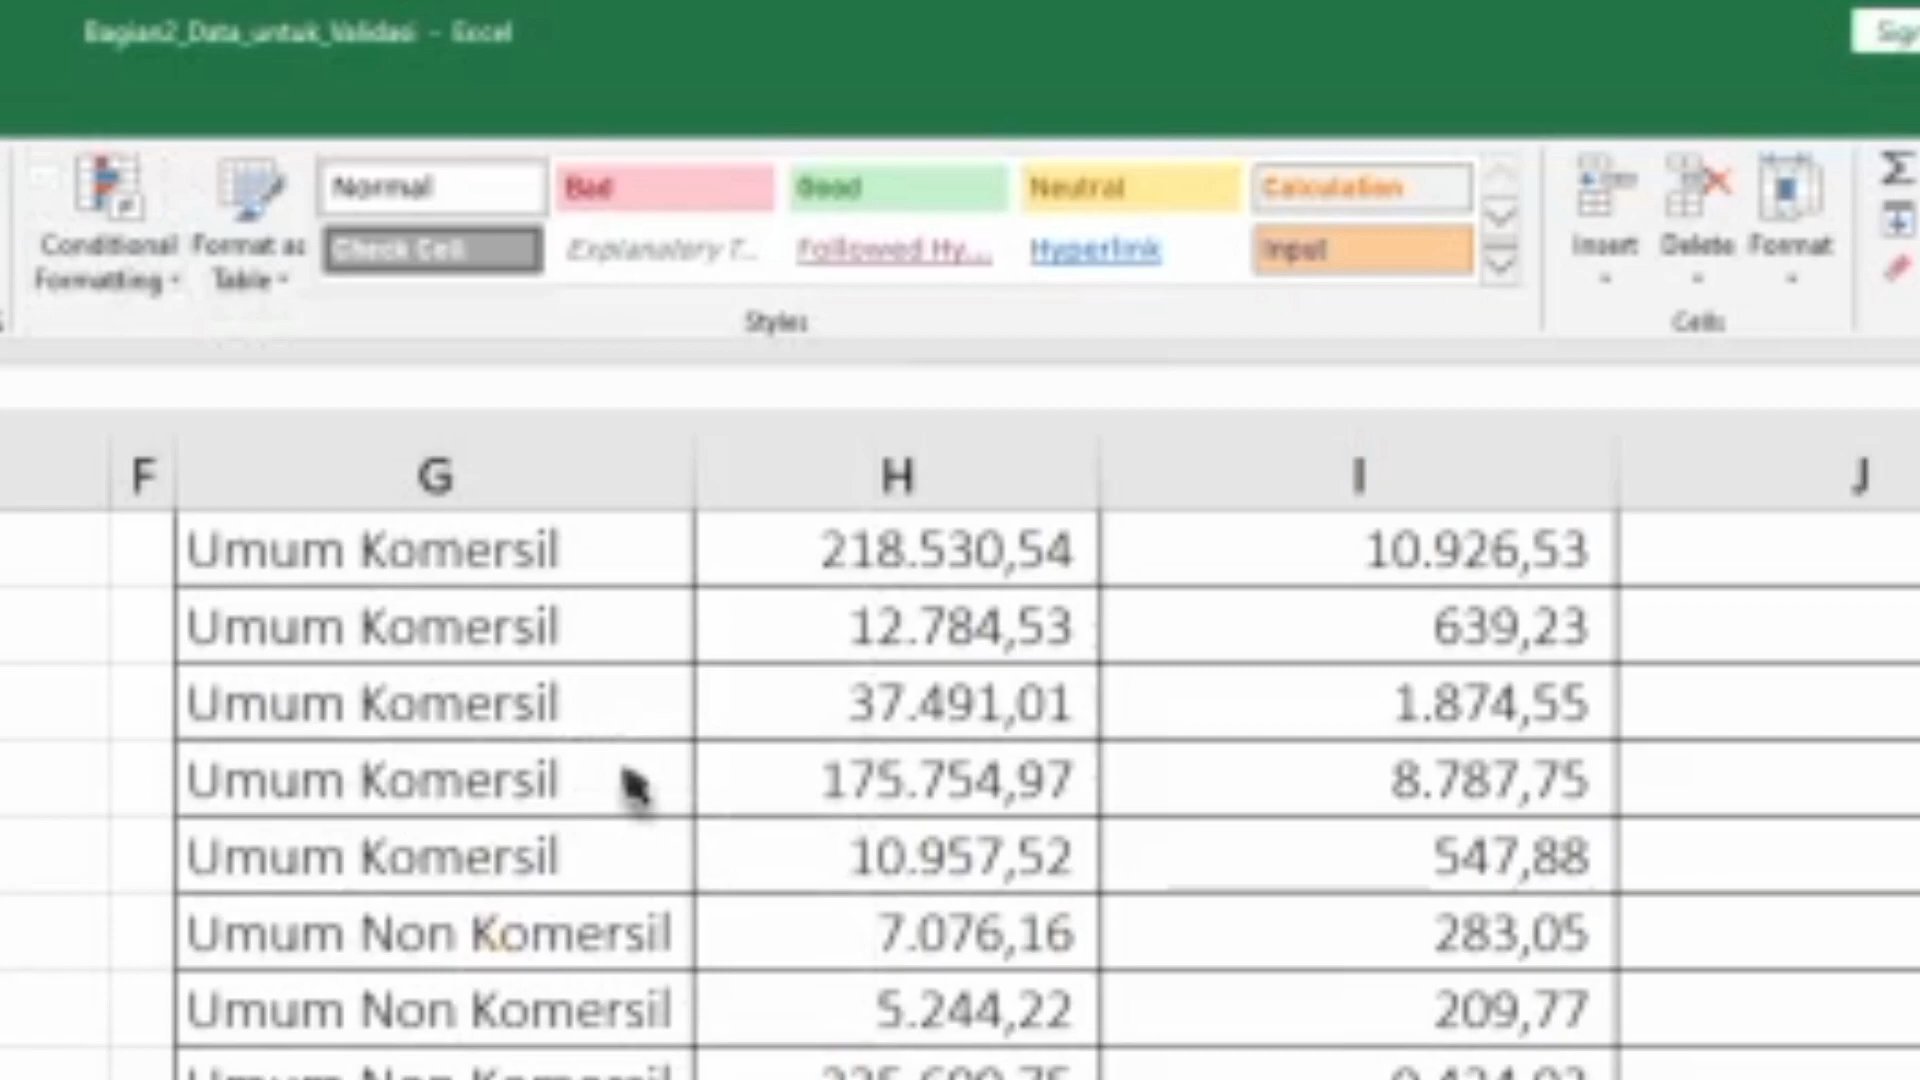 Bagian2_Data_untuk_Validasi - Excel
Sign
Conditional Formatting
Format as Table
Normal
Bad
Good
Neutral
Calculation
Check Cell
Explanatory T...
Followed Hy...
Hyperlink
Input
Insert
Delete
Format
Styles
Cells
F G H I J
Umum Komersil 218.530,54 10.926,53
Umum Komersil 12.784,53 639,23
Umum Komersil 37.491,01 1.874,55
Umum Komersil 175.754,97 8.787,75
Umum Komersil 10.957,52 547,88
Umum Non Komersil 7.076,16 283,05
Umum Non Komersil 5.244,22 209,77
Umum Non Komersil